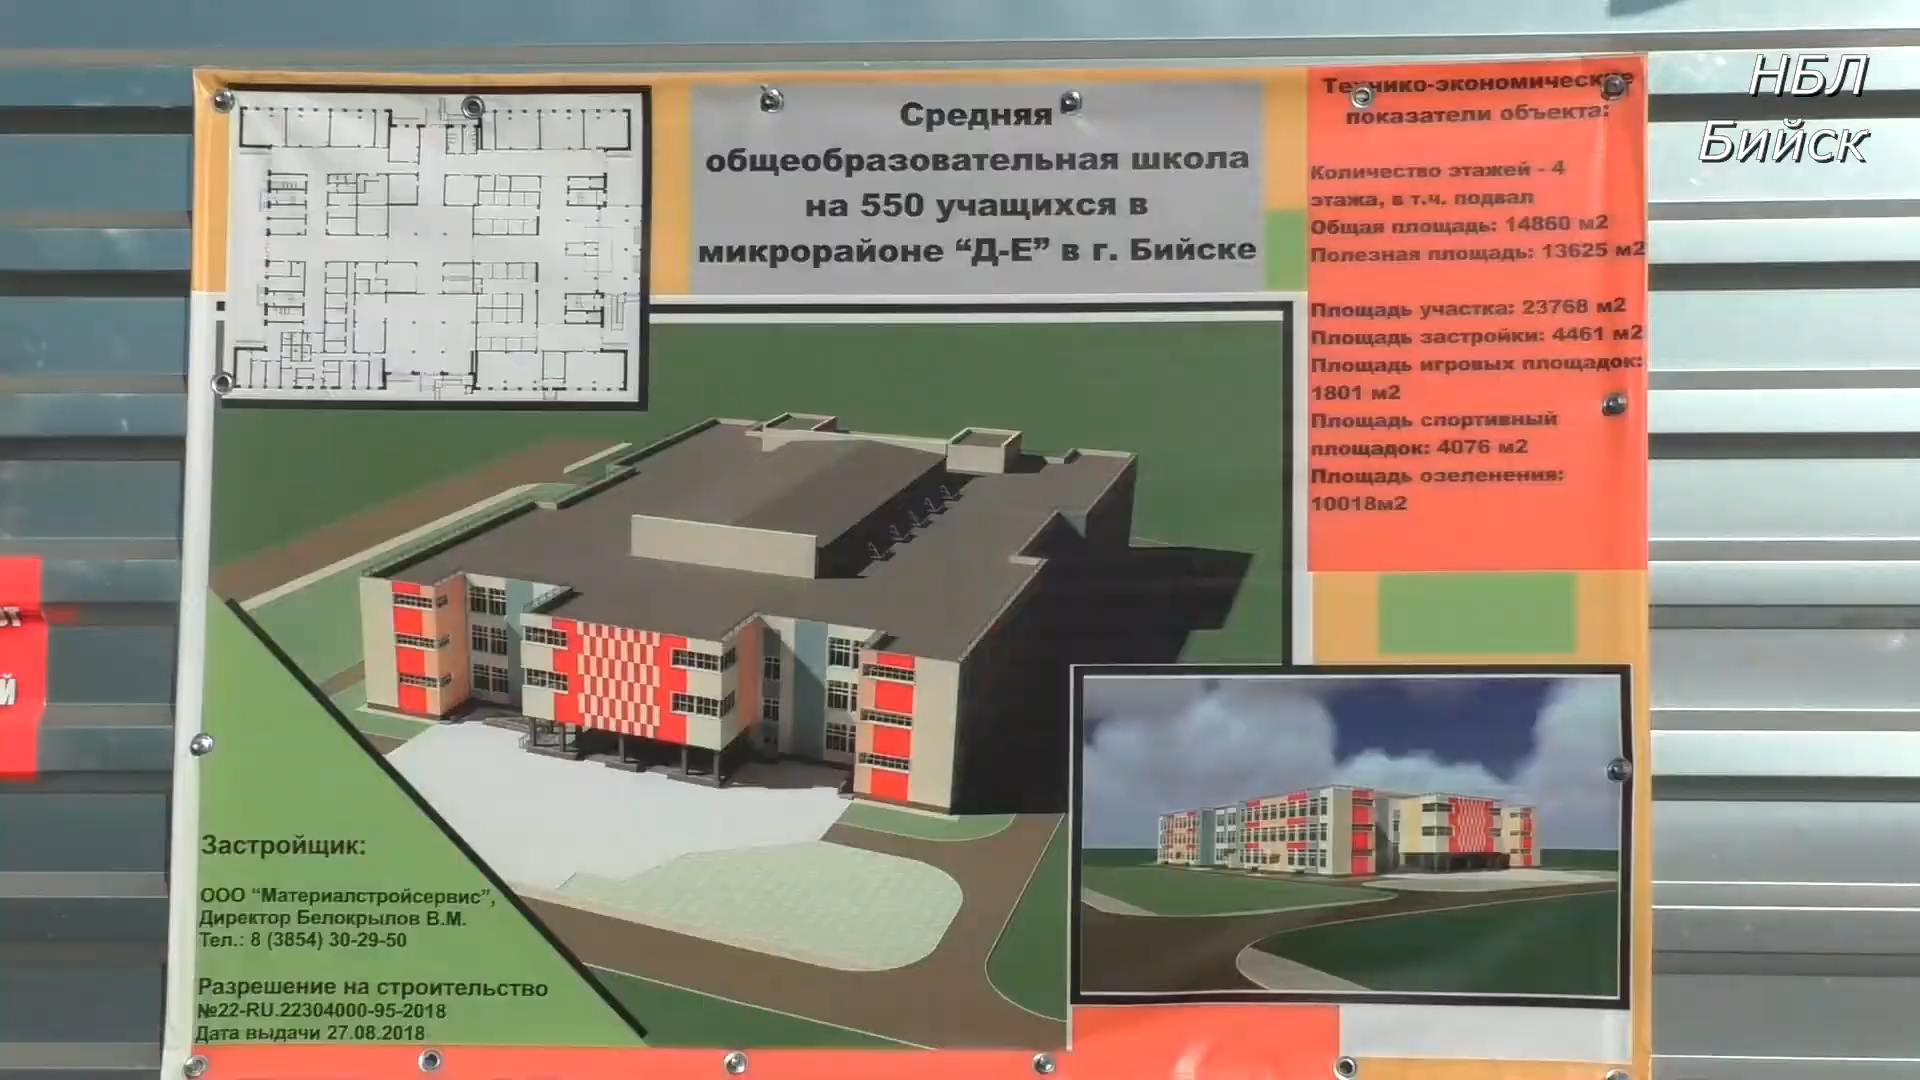 НБЛ
Бийск
Средняя
общеобразовательная школа
на 550 учащихся в
микрорайоне “Д-Е” в г. Бийске
Технико-экономические
показатели объекта:
Количество этажей - 4
этажа, в т.ч. подвал
Общая площадь: 14860 м2
Полезная площадь: 13625 м2
Площадь участка: 23768 м2
Площадь застройки: 4461 м2
Площадь игровых площадок:
1801 м2
Площадь спортивный
площадок: 4076 м2
Площадь озеленения:
10018м2
Застройщик:
ООО “Материалстройсервис”,
Директор Белокрылов В.М.
Тел.: 8 (3854) 30-29-50
Разрешение на строительство
№22-RU.22304000-95-2018
Дата выдачи 27.08.2018